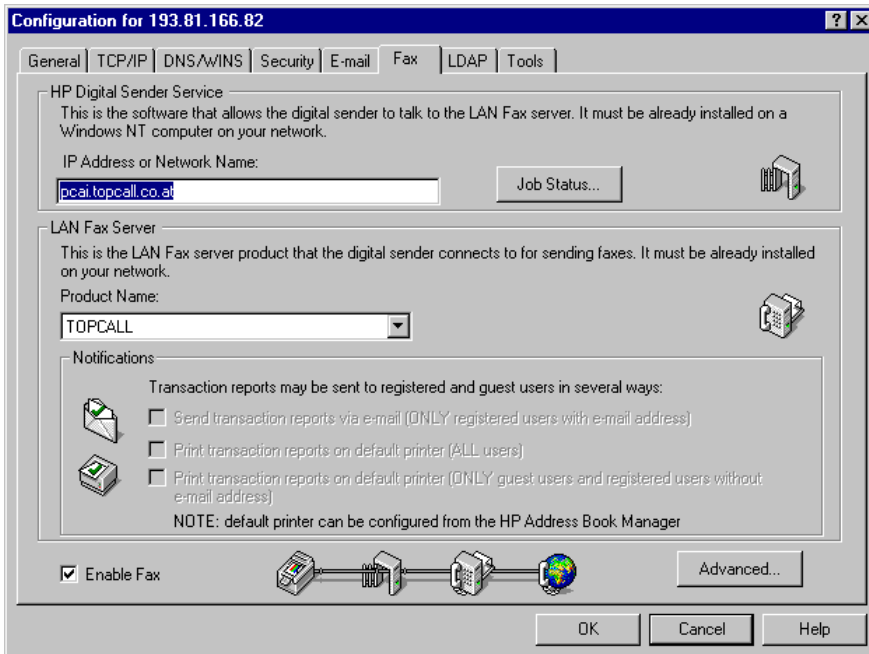 Configuration for 193.81.166.82
General TCP/IP DNS/WINS Security E-mail Fax LDAP Tools
HP Digital Sender Service
This is the software that allows the digital sender to talk to the LAN Fax server. It must be already installed on a
Windows NT computer on your network.
IP Address or Network Name:
pcai.topcall.co.at
Job Status...
LAN Fax Server
This is the LAN Fax server product that the digital sender connects to for sending faxes. It must be already installed
on your network.
Product Name:
TOPCALL
Notifications
Transaction reports may be sent to registered and guest users in several ways:
Send transaction reports via e-mail (ONLY registered users with e-mail address)
Print transaction reports on default printer (ALL users)
Print transaction reports on default printer (ONLY guest users and registered users without
e-mail address)
NOTE: default printer can be configured from the HP Address Book Manager
Enable Fax
Advanced...
OK Cancel Help